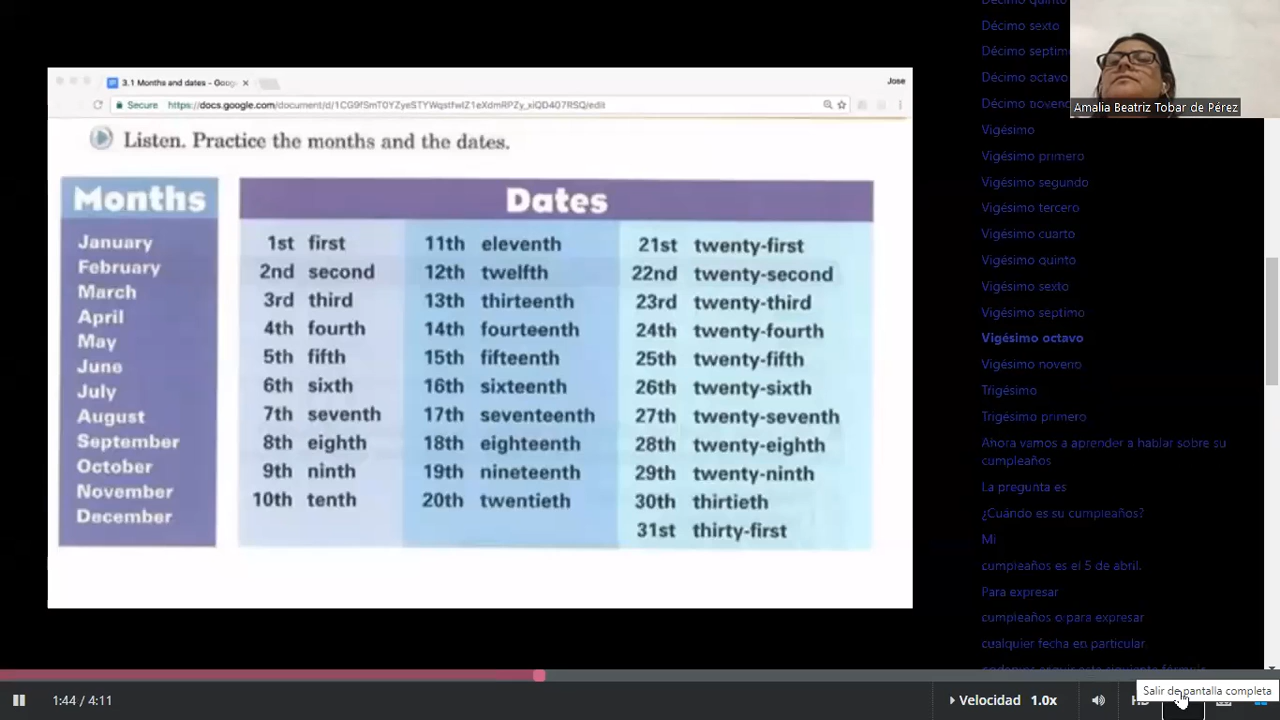 3.1 Months and dates - Goog
Jose
Secure https://docs.google.com/document/d/
Listen. Practice the months and the dates.
Months
January
February
March
April
May
June
July
August
September
October
November
December
Dates
1st first
2nd second
3rd third
4th fourth
5th fifth
6th sixth
7th seventh
8th eighth
9th ninth
10th tenth
11th eleventh
12th twelfth
13th thirteenth
14th fourteenth
15th fifteenth
16th sixteenth
17th seventeenth
18th eighteenth
19th nineteenth
20th twentieth
21st twenty-first
22nd twenty-second
23rd twenty-third
24th twenty-fourth
25th twenty-fifth
26th twenty-sixth
27th twenty-seventh
28th twenty-eighth
29th twenty-ninth
30th thirtieth
31st thirty-first
Décimo quinto
Décimo sexto
Décimo septimo
Décimo octavo
Décimo noveno
Vigésimo
Vigésimo primero
Vigésimo segundo
Vigésimo tercero
Vigésimo cuarto
Vigésimo quinto
Vigésimo sexto
Vigésimo septimo
Vigésimo octavo
Vigésimo noveno
Trigésimo
Trigésimo primero
Ahora vamos a aprender a hablar sobre su
cumpleaños
La pregunta es
¿Cuándo es su cumpleaños?
Mi
cumpleaños es el 5 de abril.
Para expresar
cumpleaños o para expresar
cualquier fecha en particular
Amalia Beatriz Tobar de Pérez
1:44 / 4:11
Velocidad 1.0x
HD
Salir de pantalla completa